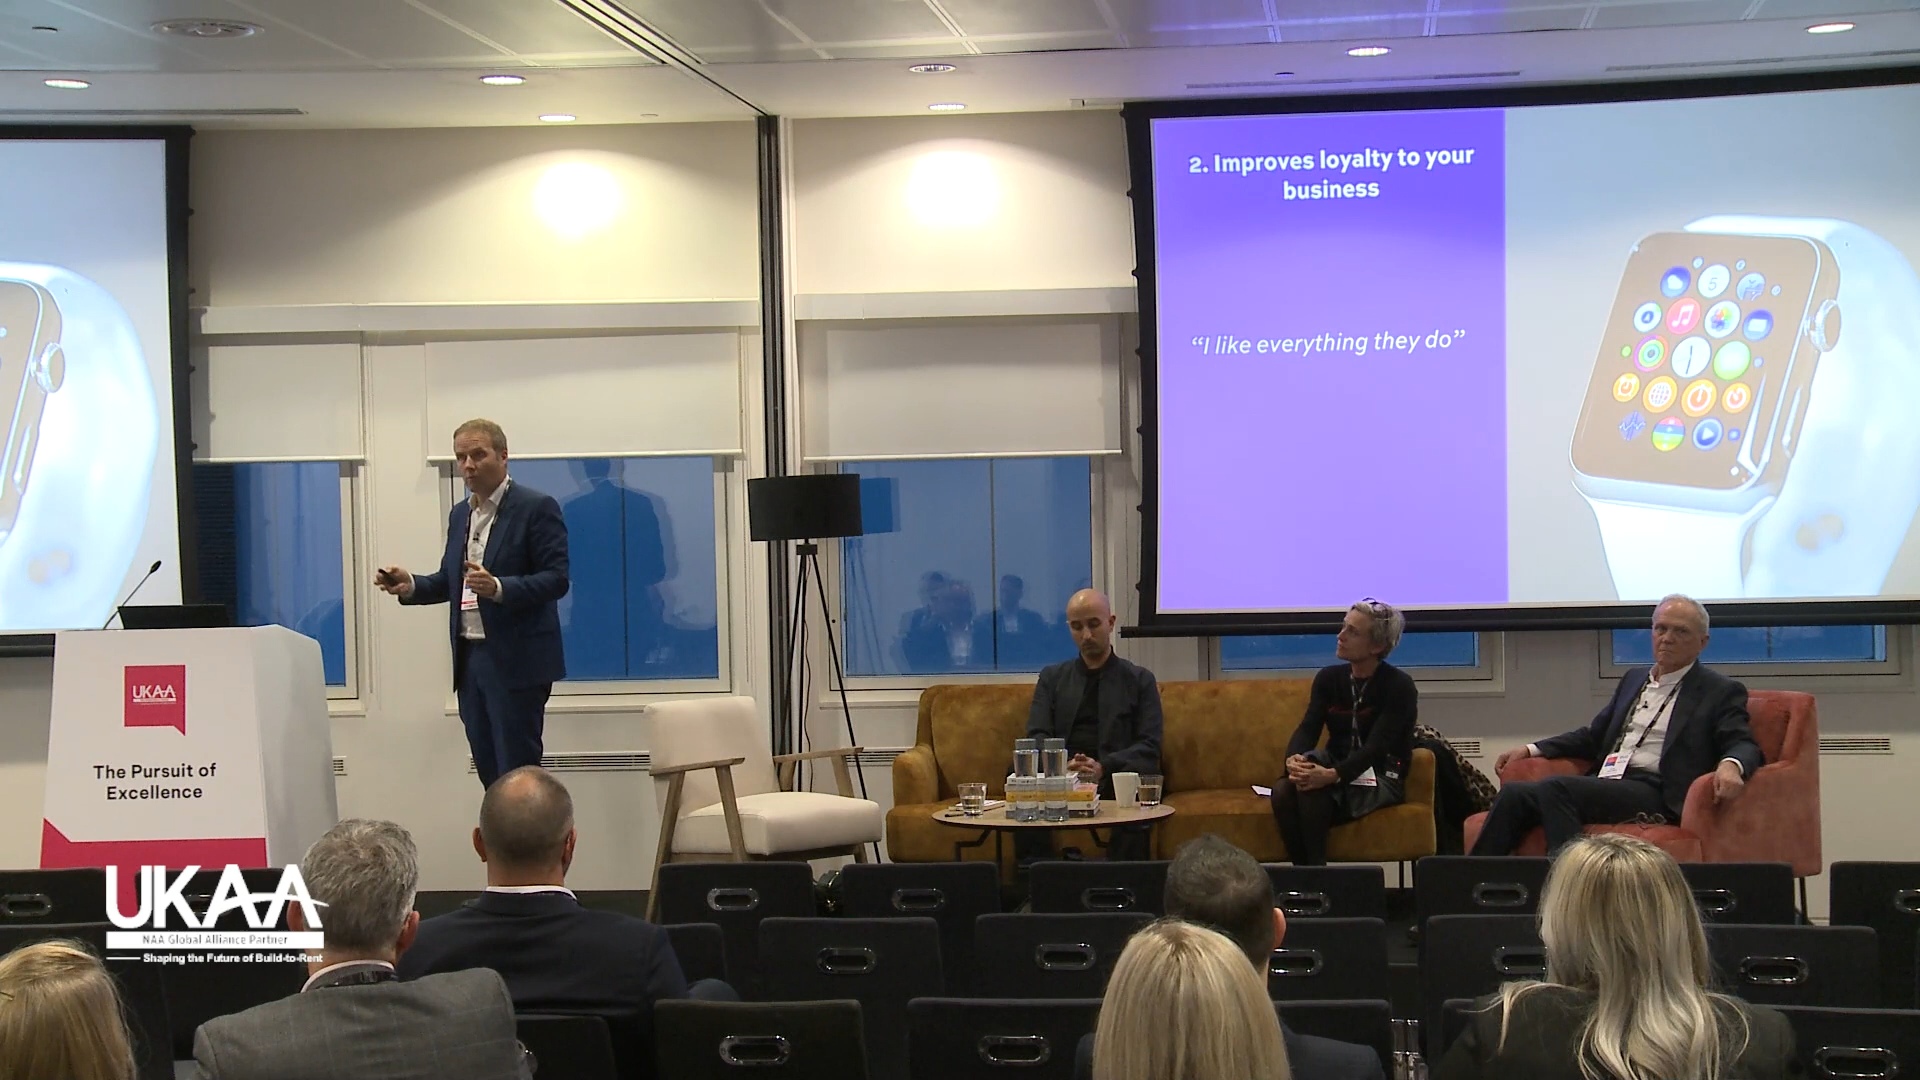 2. Improves loyalty to your
business
“I like everything they do”
5
UKAA
The Pursuit of
Excellence
UKAA
NAA Global Alliance Partner
Shaping the Future of Build-to-Rent